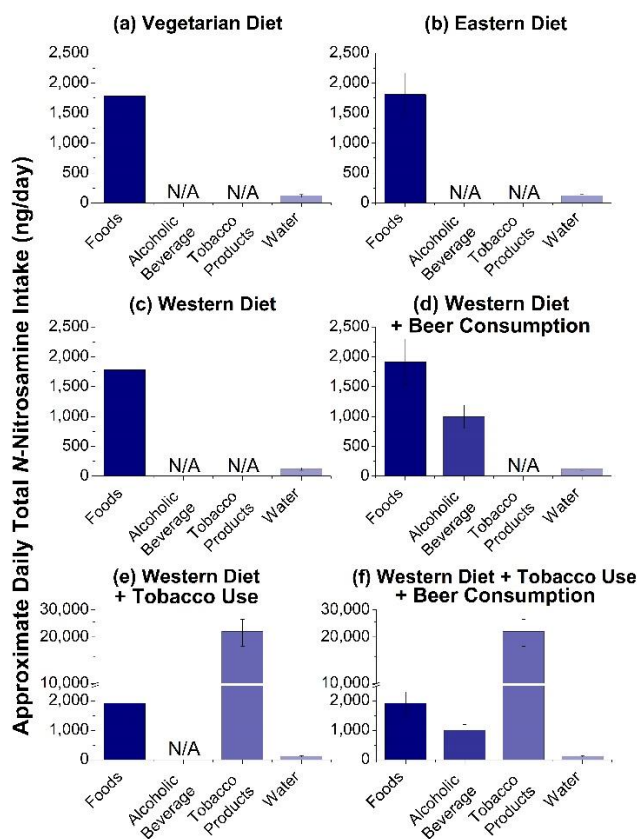 Approximate Daily Total N-Nitrosamine Intake (ng/day)
(a) Vegetarian Diet
2,500
2,000
1,500
1,000
500
0
N/A
N/A
Foods
Alcoholic
Beverage
Tobacco
Products
Water
(b) Eastern Diet
2,500
2,000
1,500
1,000
500
0
N/A
N/A
Foods
Alcoholic
Beverage
Tobacco
Products
Water
(c) Western Diet
2,500
2,000
1,500
1,000
500
0
N/A
N/A
Foods
Alcoholic
Beverage
Tobacco
Products
Water
(d) Western Diet
+ Beer Consumption
2,500
2,000
1,500
1,000
500
0
N/A
Foods
Alcoholic
Beverage
Tobacco
Products
Water
(e) Western Diet
+ Tobacco Use
30,000
20,000
10,000
2,000
1,000
0
N/A
Foods
Alcoholic
Beverage
Tobacco
Products
Water
(f) Western Diet + Tobacco Use
+ Beer Consumption
30,000
20,000
10,000
2,000
1,000
0
Foods
Alcoholic
Beverage
Tobacco
Products
Water